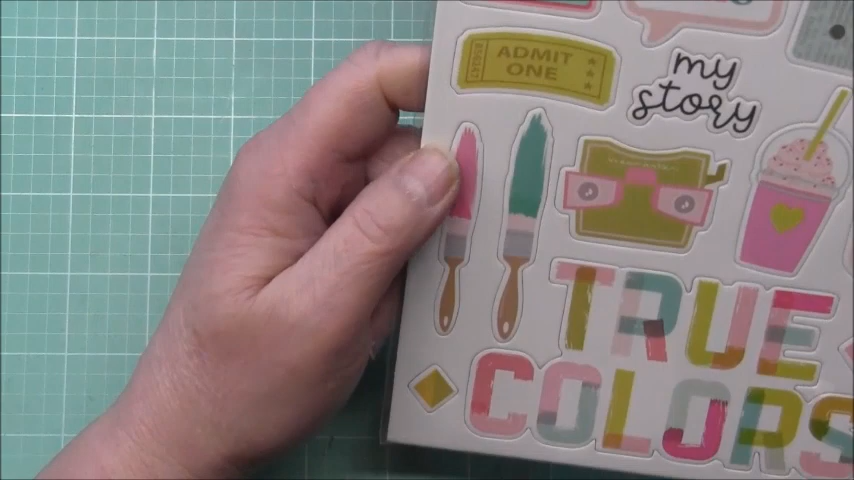 ADMIT
ONE
my
story
TRUE
COLORS